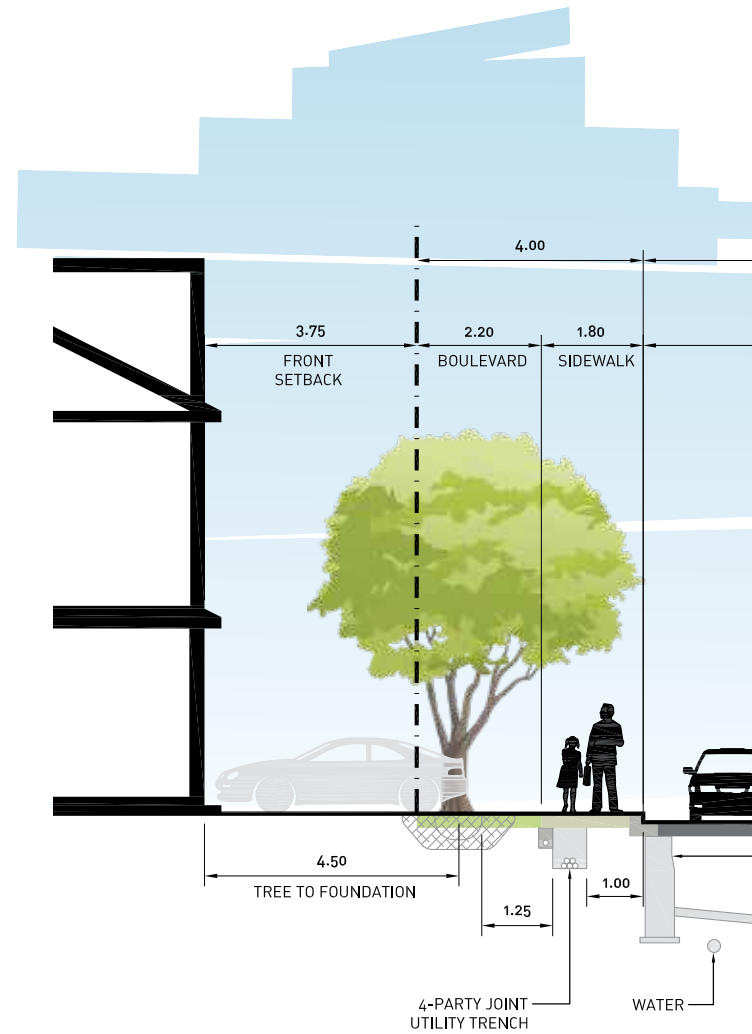 4.00
3.75
2.20
1.80
FRONT
SETBACK
BOULEVARD
SIDEWALK
4.50
TREE TO FOUNDATION
1.00
1.25
4-PARTY JOINT
UTILITY TRENCH
WATER